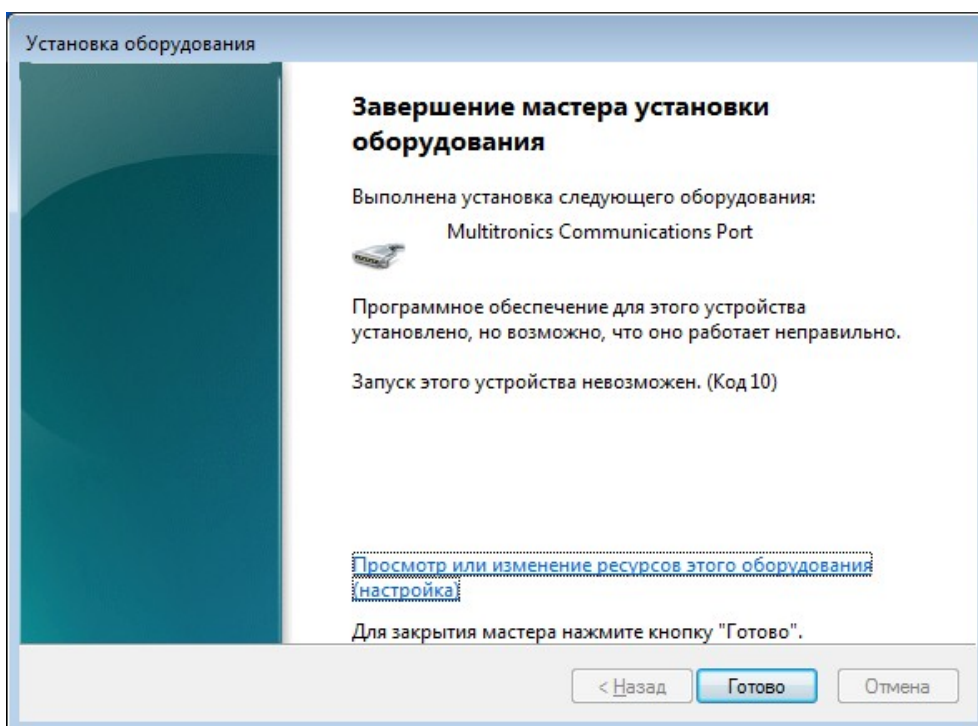 Установка оборудования
Завершение мастера установки
оборудования
Выполнена установка следующего оборудования:
Multitronics Communications Port
Программное обеспечение для этого устройства
установлено, но возможно, что оно работает неправильно.
Запуск этого устройства невозможен. (Код 10)
Просмотр или изменение ресурсов этого оборудования
(настройка)
Для закрытия мастера нажмите кнопку "Готово".
< Назад Готово Отмена